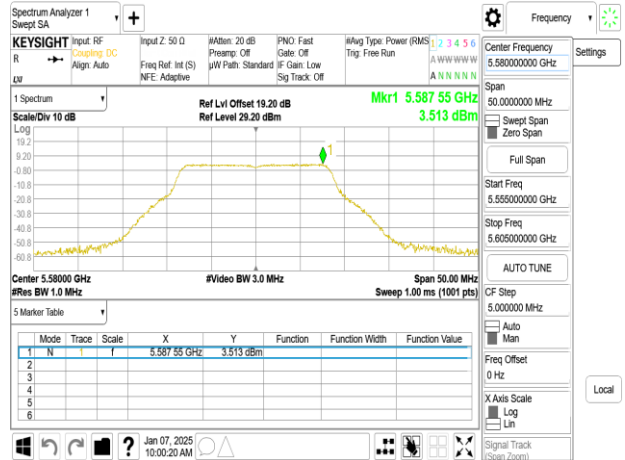 Spectrum Analyzer 1
Swept SA
+
Frequency
KEYSIGHT
R
Input: RF
Coupling: DC
Align: Auto
Input Z: 50 Ω
Freq Ref: Int (S)
NFE: Adaptive
#Atten: 20 dB
Preamp: Off
µW Path: Standard
PNO: Fast
Gate: Off
IF Gain: Low
Sig Track: Off
#Avg Type: Power (RMS
Trig: Free Run
1 2 3 4 5 6
A W W W W W
A N N N N N
1 Spectrum
Scale/Div 10 dB
Ref Lvl Offset 19.20 dB
Ref Level 29.20 dBm
Mkr1 5.587 55 GHz
3.513 dBm
Log
19.2
9.20
-0.80
-10.8
-20.8
-30.8
-40.8
-50.8
-60.8
1
Center 5.58000 GHz
#Res BW 1.0 MHz
#Video BW 3.0 MHz
Span 50.00 MHz
Sweep 1.00 ms (1001 pts)
5 Marker Table
Mode Trace Scale X Y Function Function Width Function Value
1 N 1 f 5.587 55 GHz 3.513 dBm
2
3
4
5
6
Jan 07, 2025
10:00:20 AM
?
Center Frequency
5.580000000 GHz
Settings
Span
50.0000000 MHz
Swept Span
Zero Span
Full Span
Start Freq
5.555000000 GHz
Stop Freq
5.605000000 GHz
AUTO TUNE
CF Step
5.000000 MHz
Auto
Man
Freq Offset
0 Hz
X Axis Scale
Log
Lin
Signal Track
(Span Zoom)
Local